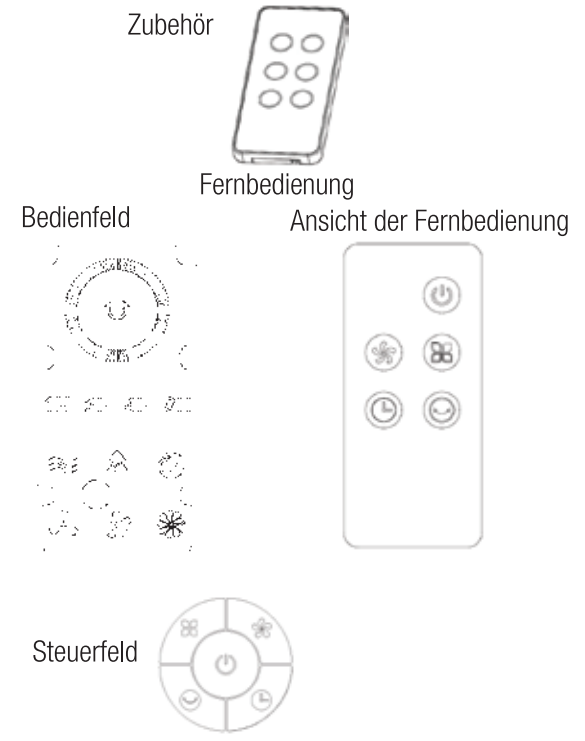 Zubehör
Fernbedienung
Bedienfeld
Ansicht der Fernbedienung
Steuerfeld